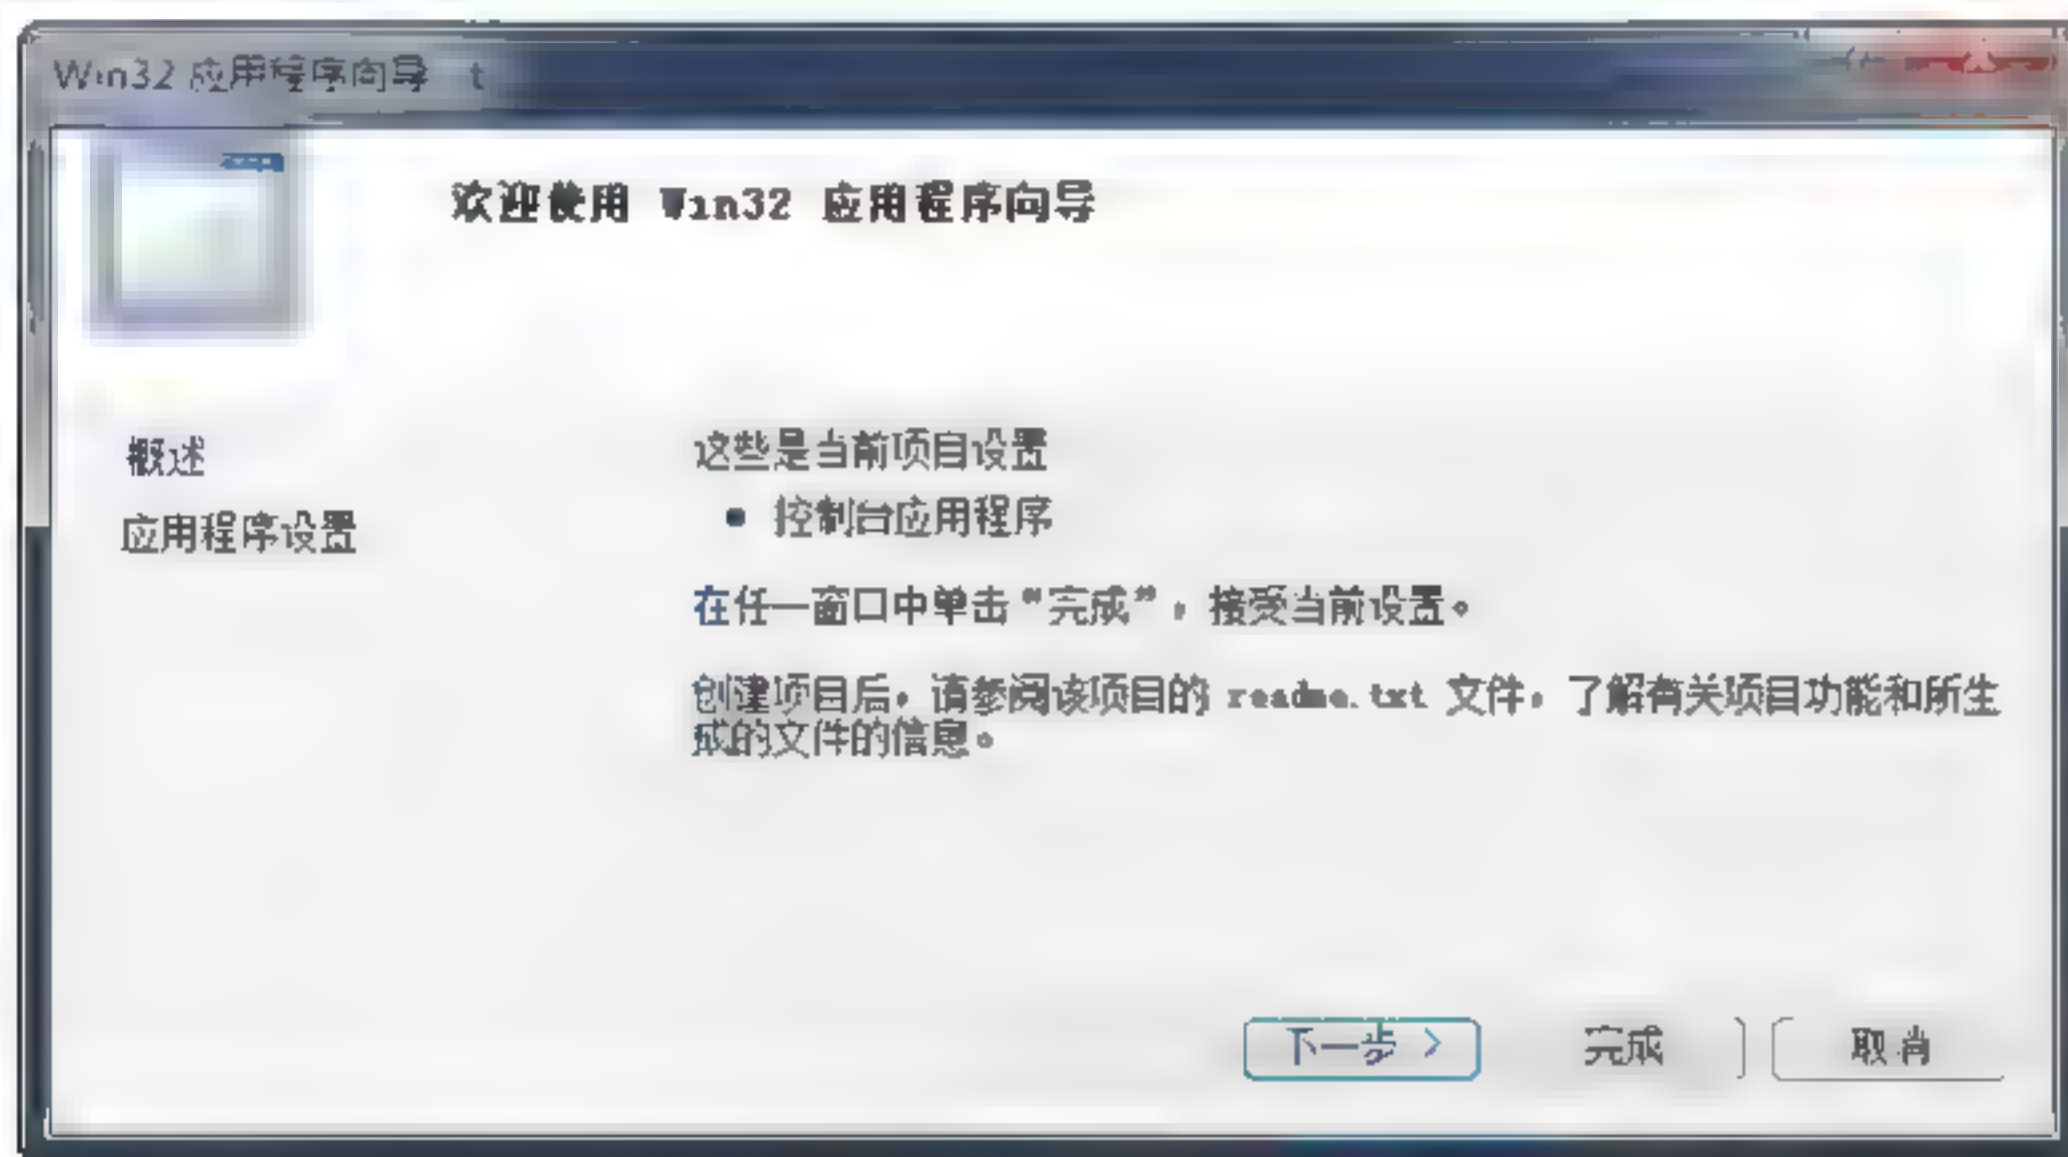 Win32 应用程序向导 t
欢迎使用 Win32 应用程序向导
概述
应用程序设置
这些是当前项目设置
• 控制台应用程序
在任一窗口中单击“完成”，接受当前设置。
创建项目后，请参阅该项目的 readme.txt 文件，了解有关项目功能和所生
成的文件的信息。
下一步 >
完成
取消